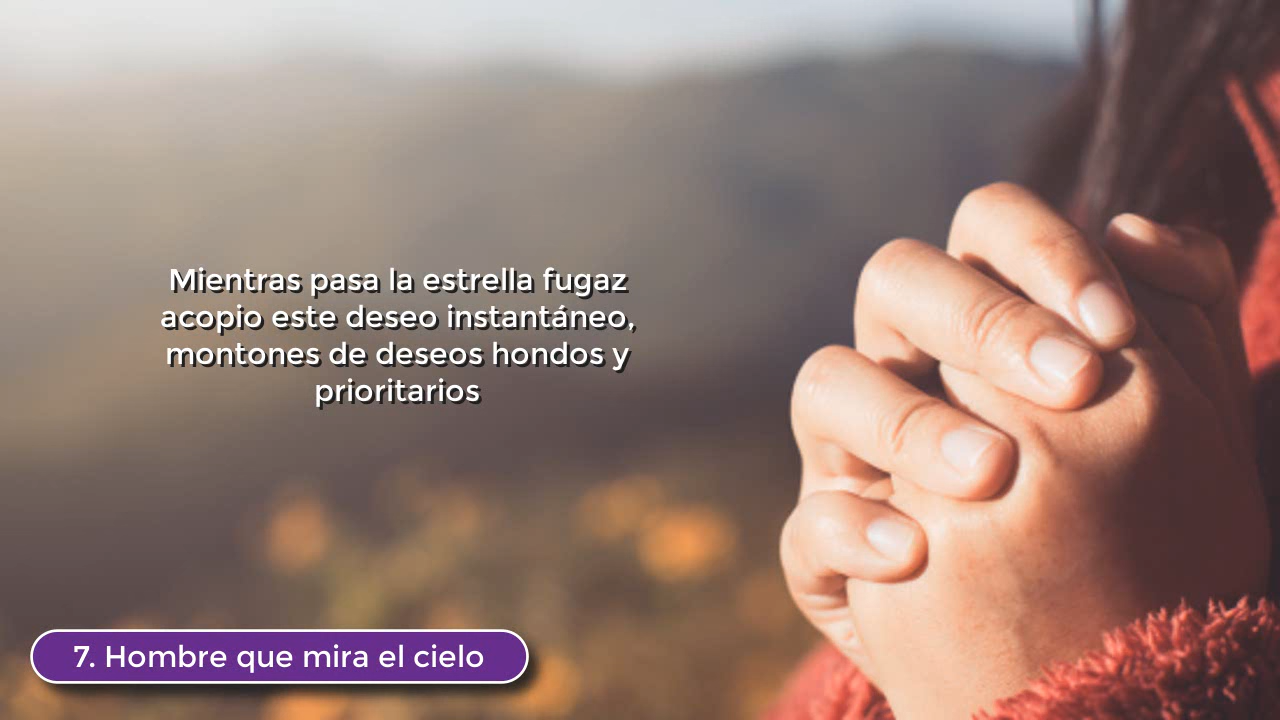 Mientras pasa la estrella fugaz
acopio este deseo instantáneo,
montones de deseos hondos y
prioritarios
7. Hombre que mira el cielo